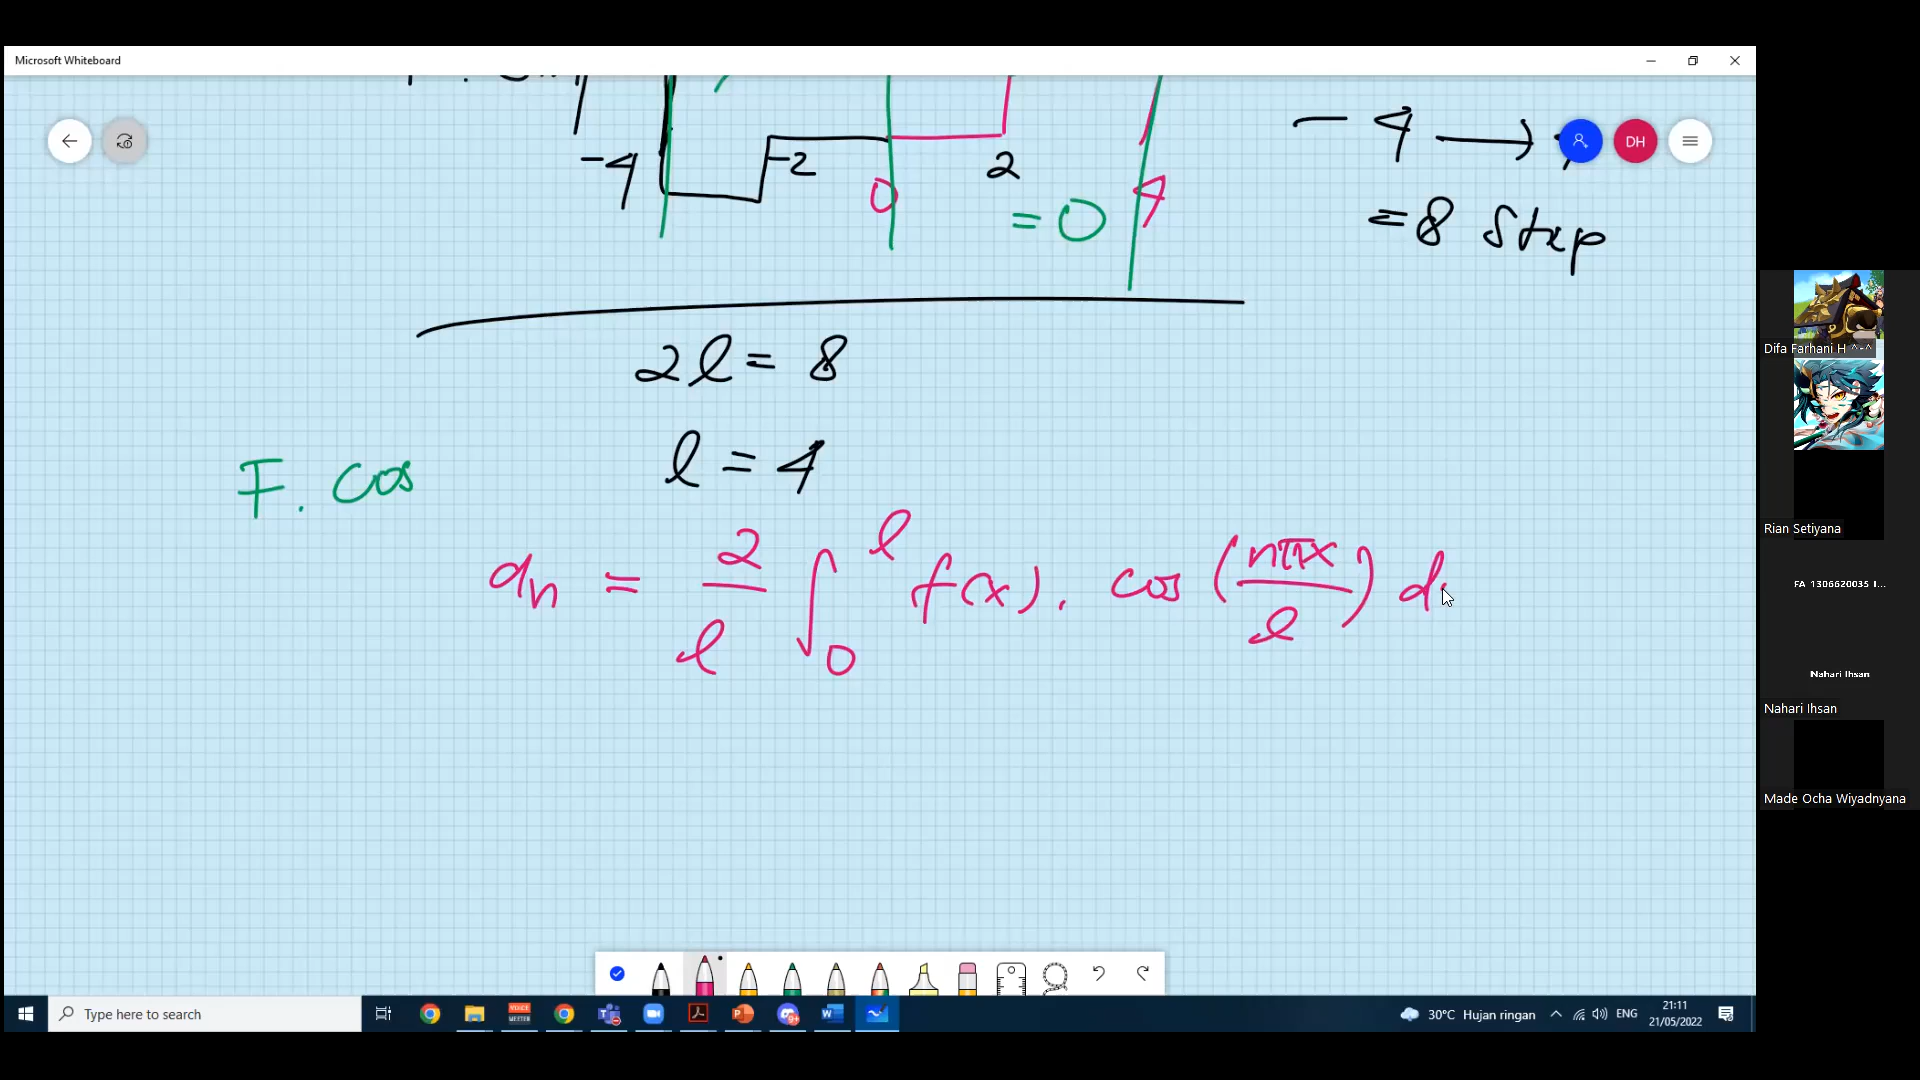 Microsoft Whiteboard
-4
-2
0
2
4
= 0
-4 →
DH
= 8 Step
2l = 8
l = 4
F. Cos
an = 2/l ∫0^l f(x). cos (nπx/l) d
Difa Farhani H ^-^
Rian Setiyana
FA 1306620035 I...
Nahari Ihsan
Nahari Ihsan
Made Ocha Wiyadnyana
Type here to search
30°C Hujan ringan
ENG
21:11
21/05/2022